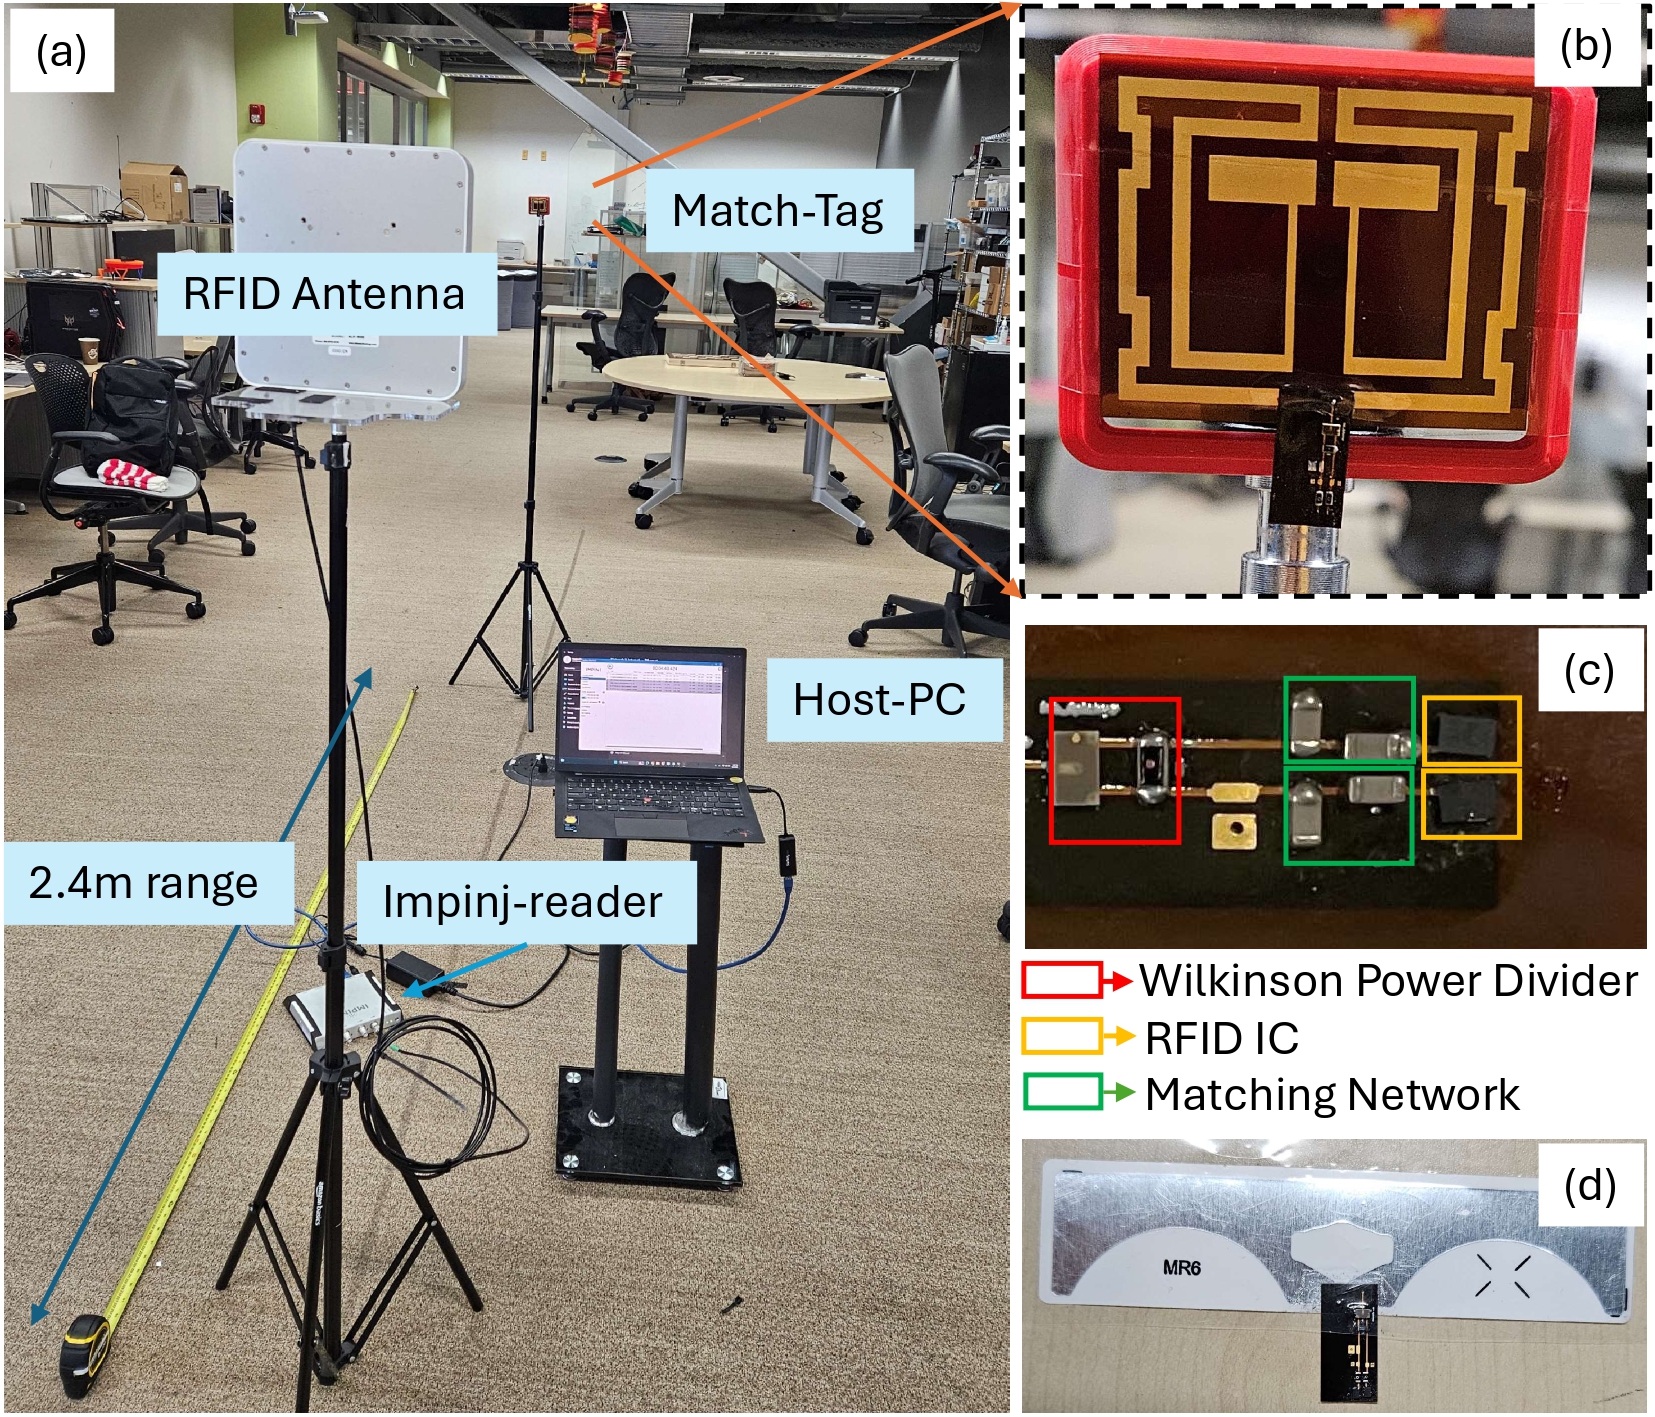 (a)
(b)
Match-Tag
RFID Antenna
Host-PC
(c)
2.4m range
Impinj-reader
IMPINJ
Wilkinson Power Divider
RFID IC
Matching Network
(d)
MR6